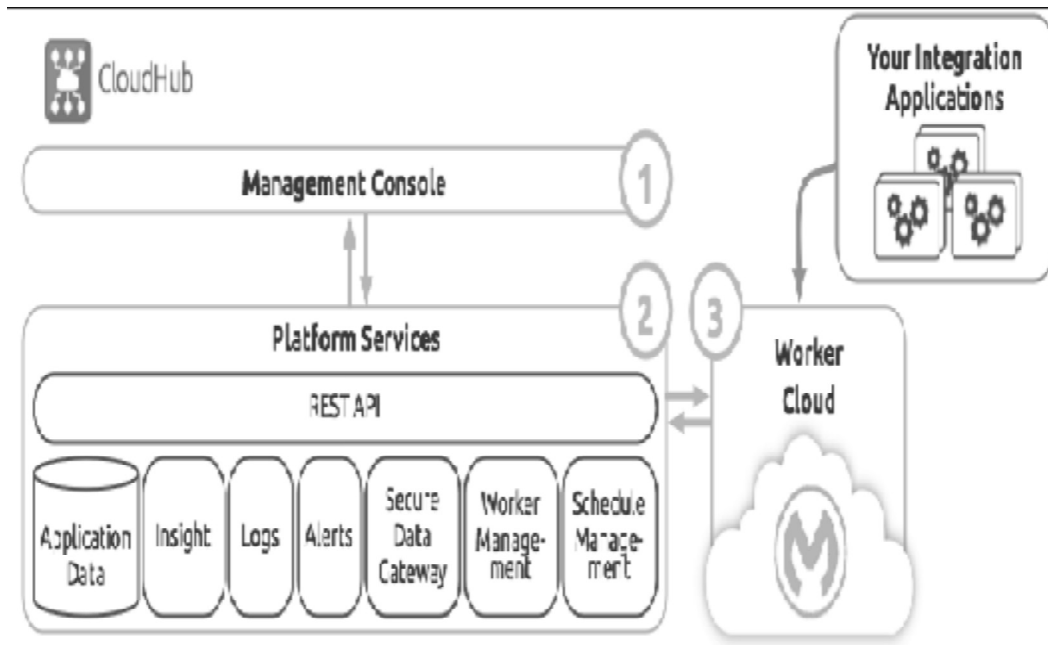 CloudHub
Your Integration
Applications
Management Console
1
2
3
Platform Services
REST API
Worker
Cloud
Application
Data
Insight
Logs
Alerts
Secure
Data
Gateway
Worker
Manage-
ment
Schedule
Manage-
ment